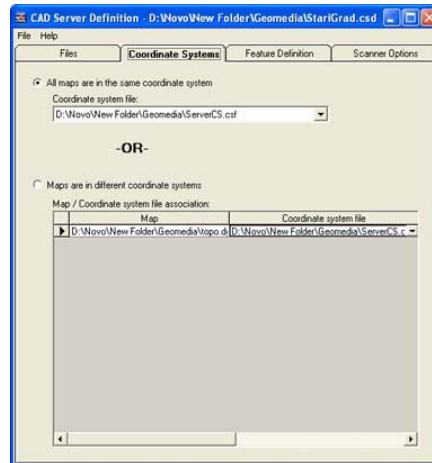 CAD Server Definition - D:\Novo\New Folder\Geomedia\StariGrad.csd
File Help
Files Coordinate Systems Feature Definition Scanner Options
All maps are in the same coordinate system
Coordinate system file:
D:\Novo\New Folder\Geomedia\ServerCS.csf
-OR-
Maps are in different coordinate systems
Map / Coordinate system file association:
Map Coordinate system file
D:\Novo\New Folder\Geomedia\topo.d D:\Novo\New Folder\Geomedia\ServerCS.c